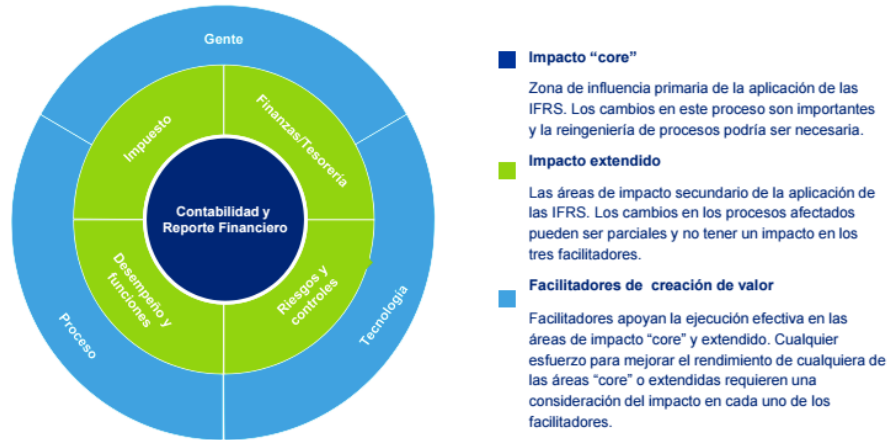 Gente
Impuesto
Finanzas/Tesorería
Contabilidad y
Reporte Financiero
Desempeño y
funciones
Riesgos y
controles
Proceso
Tecnología
Impacto “core”
Zona de influencia primaria de la aplicación de las
IFRS. Los cambios en este proceso son importantes
y la reingeniería de procesos podría ser necesaria.
Impacto extendido
Las áreas de impacto secundario de la aplicación de
las IFRS. Los cambios en los procesos afectados
pueden ser parciales y no tener un impacto en los
tres facilitadores.
Facilitadores de creación de valor
Facilitadores apoyan la ejecución efectiva en las
áreas de impacto “core” y extendido. Cualquier
esfuerzo para mejorar el rendimiento de cualquiera de
las áreas “core” o extendidas requieren una
consideración del impacto en cada uno de los
facilitadores.